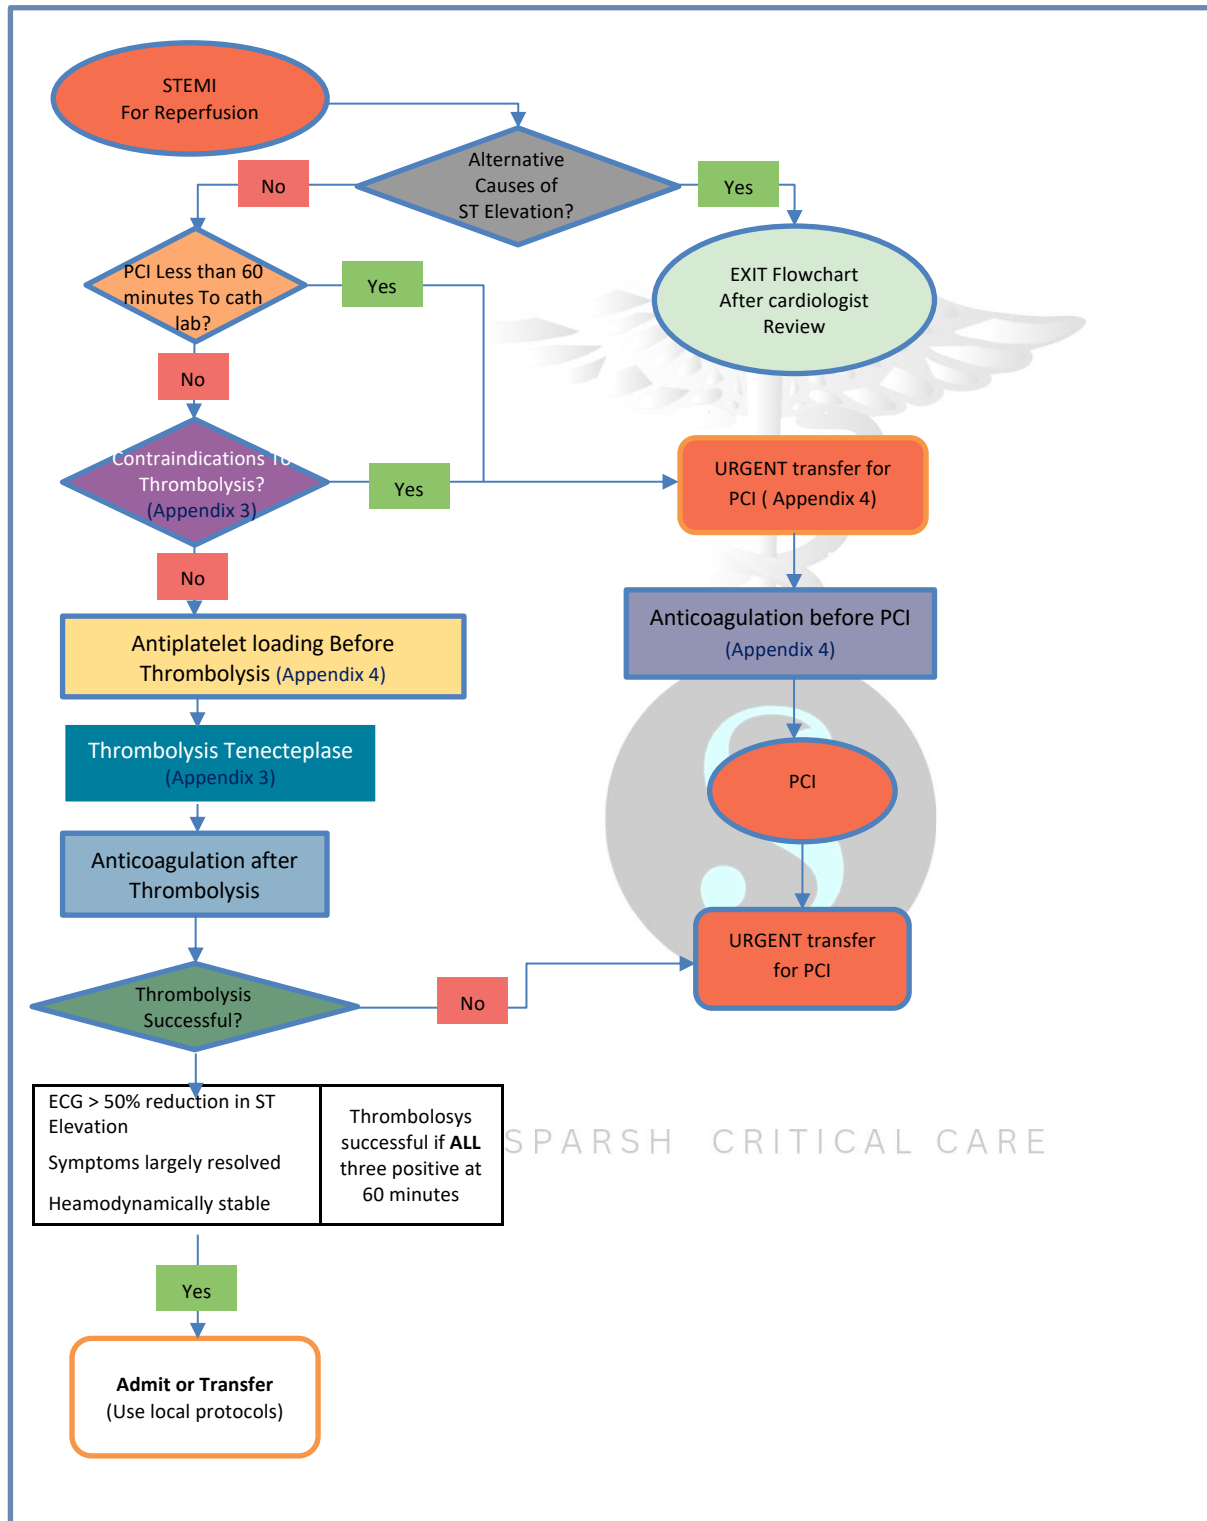 STEMI
For Reperfusion
Alternative
Causes of
ST Elevation?
No
Yes
PCI Less than 60
minutes To cath
lab?
Yes
EXIT Flowchart
After cardiologist
Review
No
Contraindications To
Thrombolysis?
(Appendix 3)
Yes
URGENT transfer for
PCI ( Appendix 4)
No
Antiplatelet loading Before
Thrombolysis (Appendix 4)
Anticoagulation before PCI
(Appendix 4)
Thrombolysis Tenecteplase
(Appendix 3)
PCI
Anticoagulation after
Thrombolysis
URGENT transfer
for PCI
Thrombolysis
Successful?
No
ECG > 50% reduction in ST
Elevation
Symptoms largely resolved
Heamodynamically stable
Thrombolosys
successful if ALL
three positive at
60 minutes
SPARSH CRITICAL CARE
Yes
Admit or Transfer
(Use local protocols)